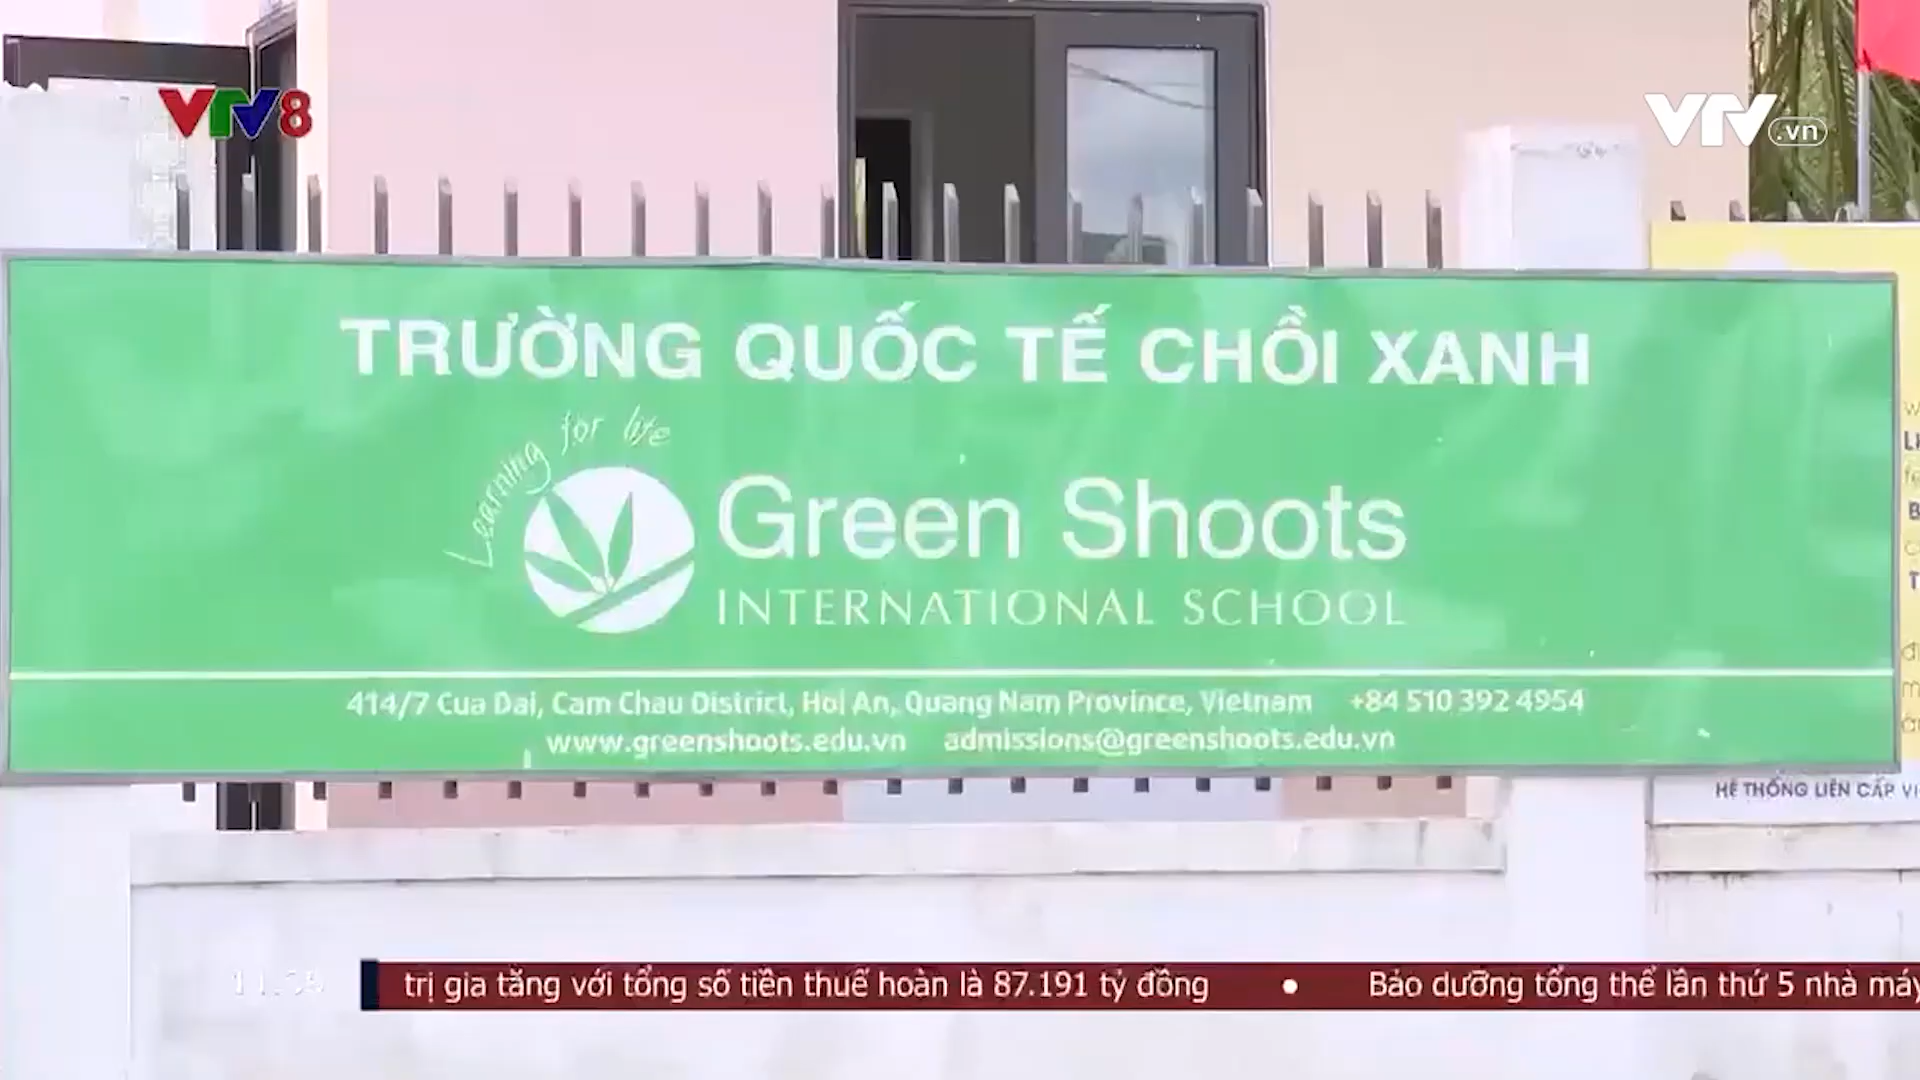 VTV8
VTV.vn
TRƯỜNG QUỐC TẾ CHỒI XANH
Learning for life
Green Shoots
INTERNATIONAL SCHOOL
414/7 Cua Dai, Cam Chau District, Hoi An, Quang Nam Province, Vietnam +84 510 392 4954
www.greenshoots.edu.vn admissions@greenshoots.edu.vn
HỆ THỐNG LIÊN CẤP
trị gia tăng với tổng số tiền thuế hoàn là 87.191 tỷ đồng • Bảo dưỡng tổng thể lần thứ 5 nhà máy